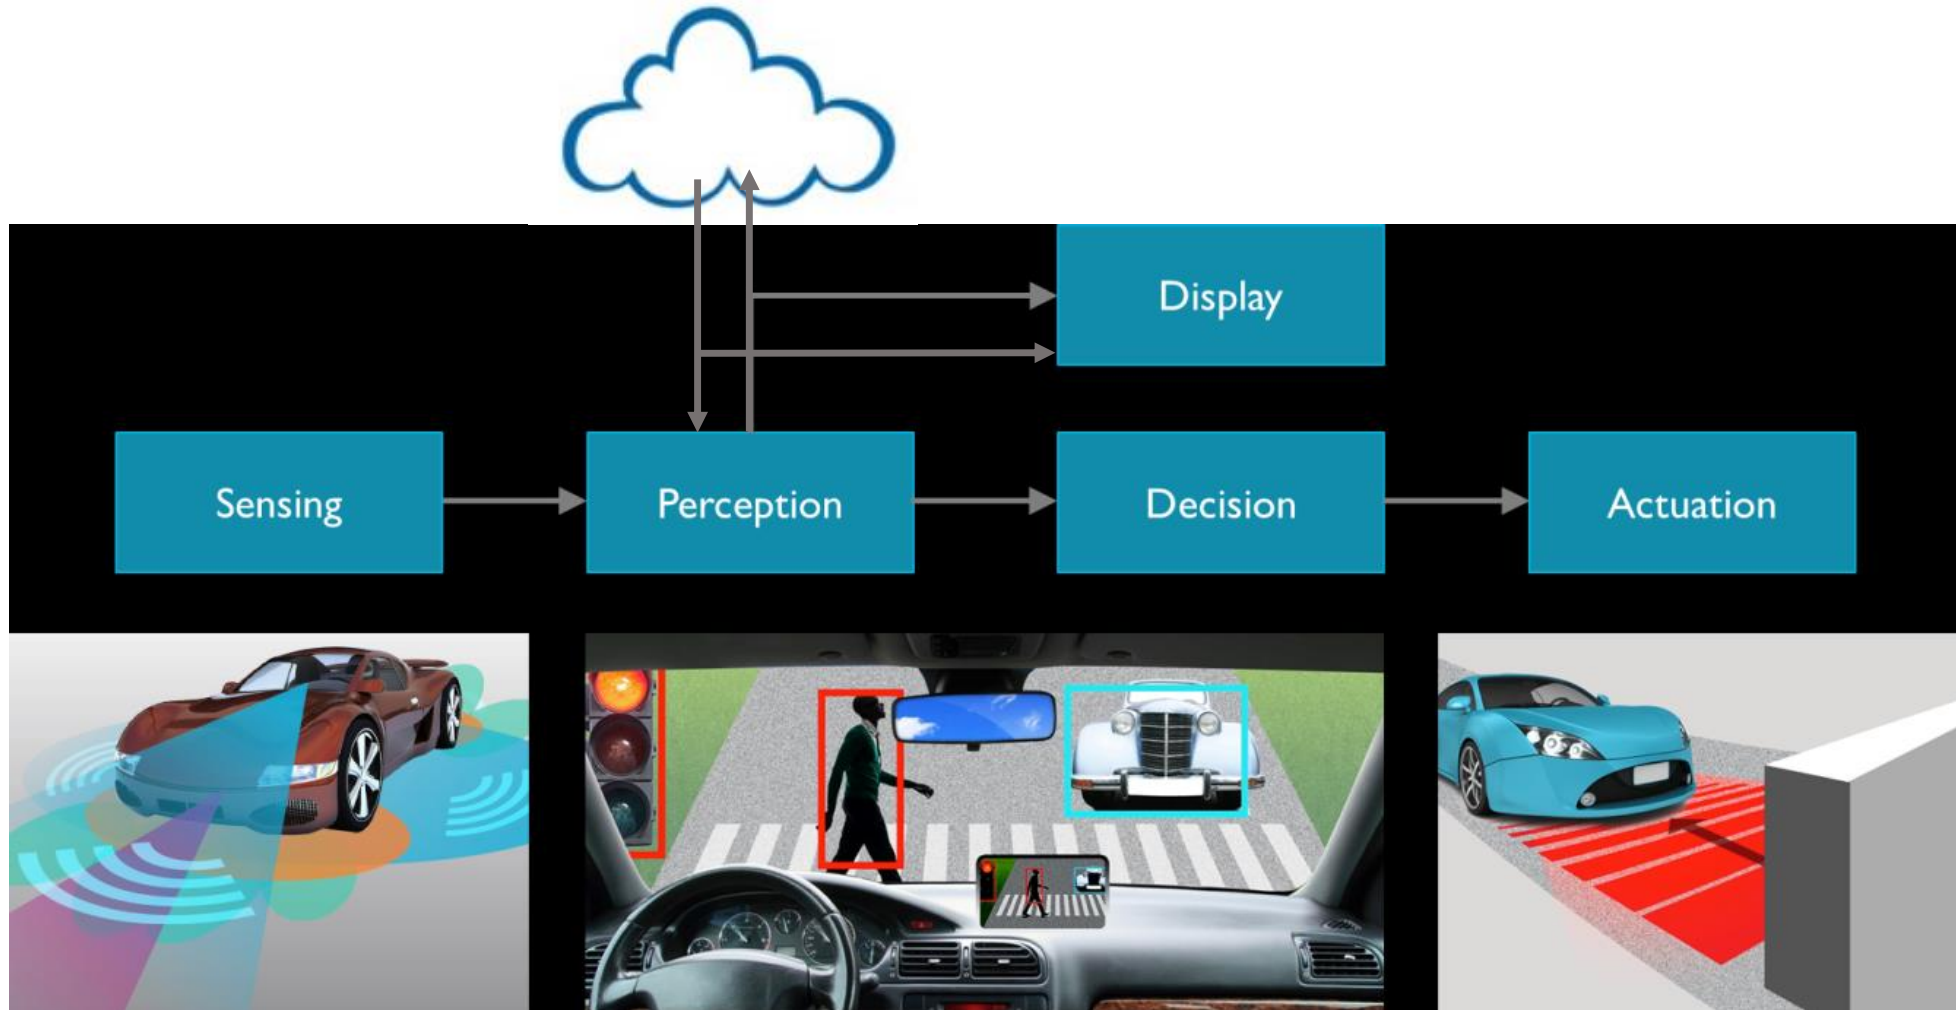 Display
Sensing
Perception
Decision
Actuation